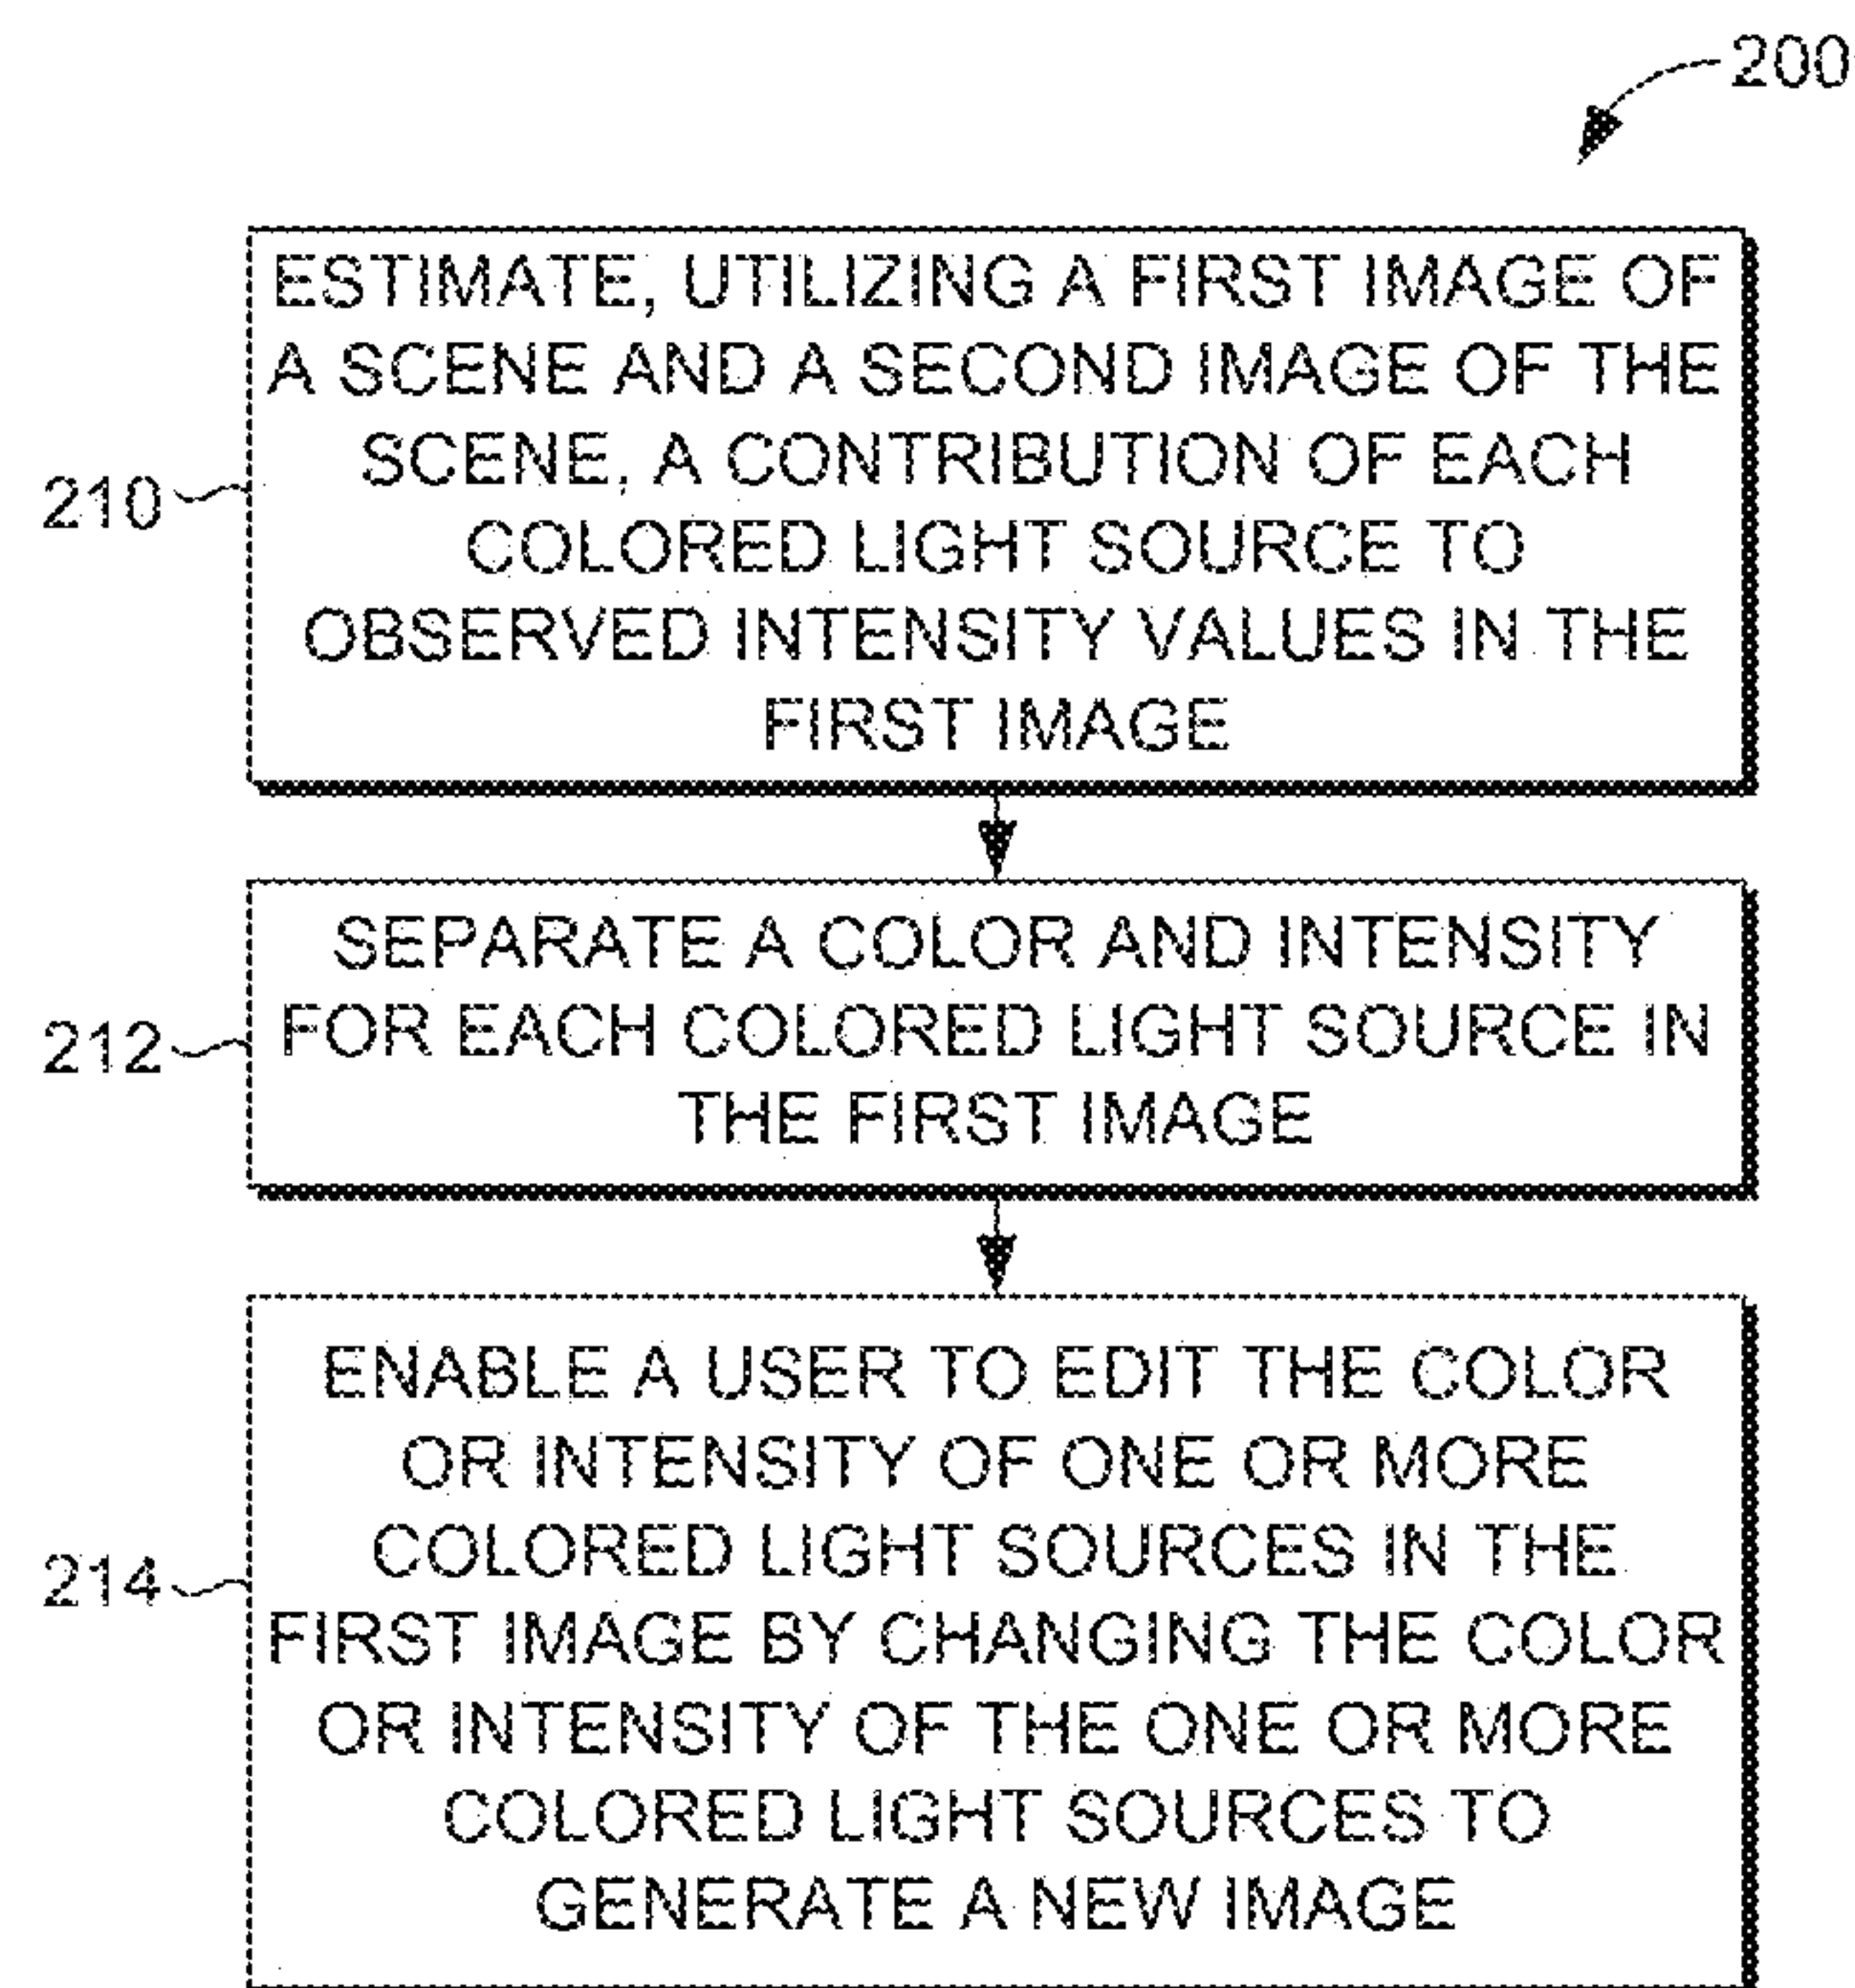 200
ESTIMATE, UTILIZING A FIRST IMAGE OF
A SCENE AND A SECOND IMAGE OF THE
SCENE, A CONTRIBUTION OF EACH
COLORED LIGHT SOURCE TO
OBSERVED INTENSITY VALUES IN THE
FIRST IMAGE
210
SEPARATE A COLOR AND INTENSITY
FOR EACH COLORED LIGHT SOURCE IN
THE FIRST IMAGE
212
ENABLE A USER TO EDIT THE COLOR
OR INTENSITY OF ONE OR MORE
COLORED LIGHT SOURCES IN THE
FIRST IMAGE BY CHANGING THE COLOR
OR INTENSITY OF THE ONE OR MORE
COLORED LIGHT SOURCES TO
GENERATE A NEW IMAGE
214